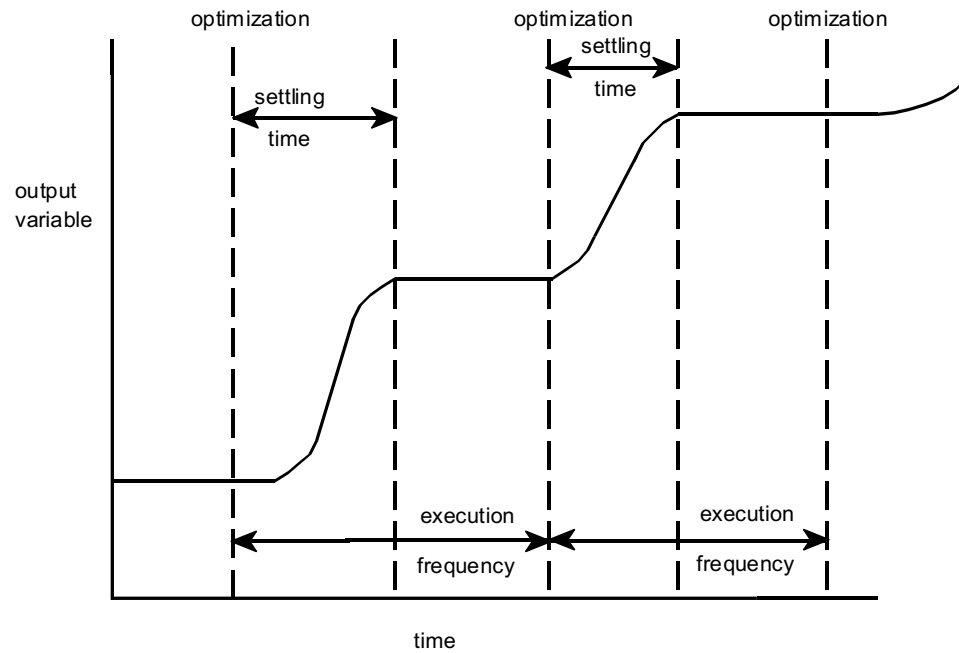 optimization
optimization
optimization
settling
time
settling
time
output
variable
execution
frequency
execution
frequency
time